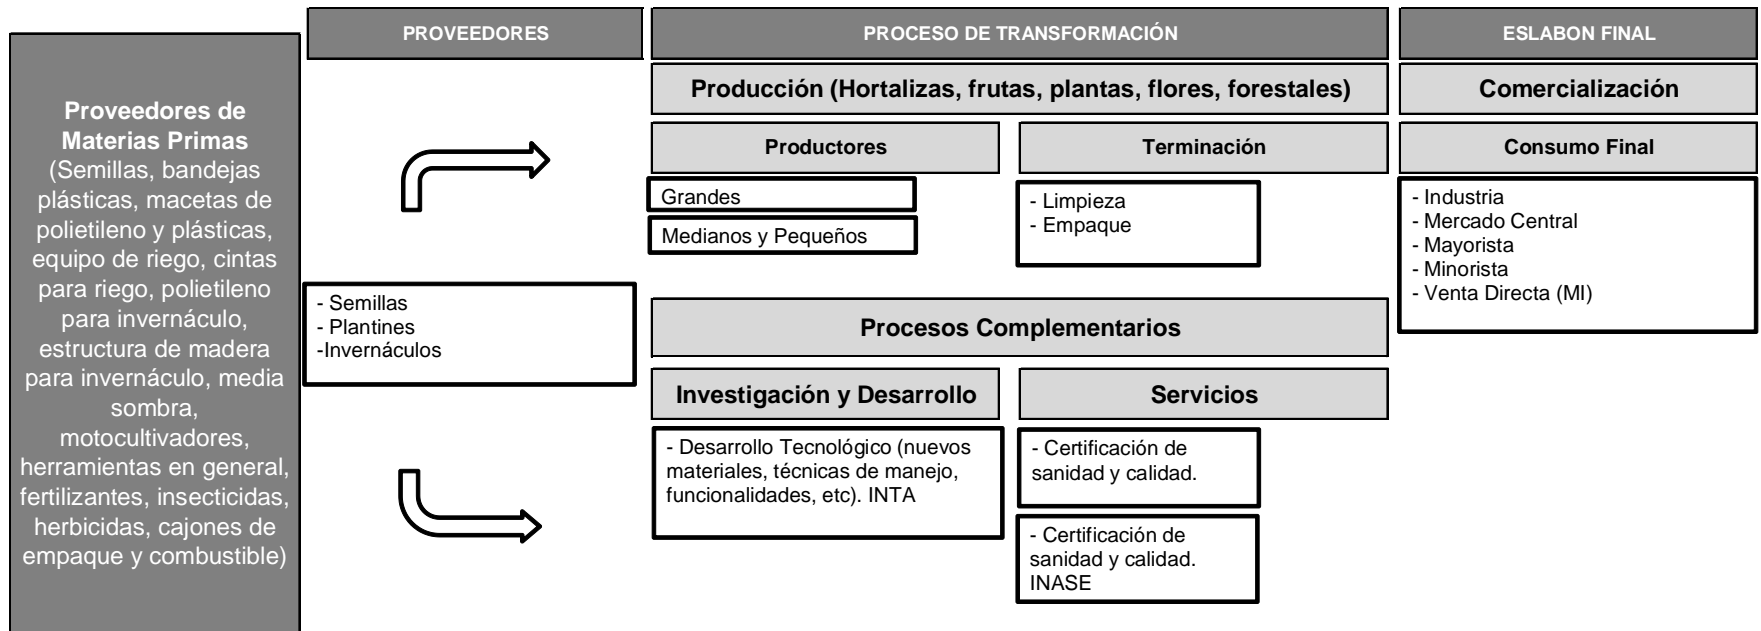 Proveedores de
Materias Primas
(Semillas, bandejas
plásticas, macetas de
polietileno y plásticas,
equipo de riego, cintas
para riego, polietileno
para invernáculo,
estructura de madera
para invernáculo, media
sombra,
motocultivadores,
herramientas en general,
fertilizantes, insecticidas,
herbicidas, cajones de
empaque y combustible)
PROVEEDORES
- Semillas
- Plantines
-Invernáculos
PROCESO DE TRANSFORMACIÓN
Producción (Hortalizas, frutas, plantas, flores, forestales)
Productores
Grandes
Medianos y Pequeños
Terminación
- Limpieza
- Empaque
Procesos Complementarios
Investigación y Desarrollo
- Desarrollo Tecnológico (nuevos
materiales, técnicas de manejo,
funcionalidades, etc). INTA
Servicios
- Certificación de
sanidad y calidad.
- Certificación de
sanidad y calidad.
INASE
ESLABON FINAL
Comercialización
Consumo Final
- Industria
- Mercado Central
- Mayorista
- Minorista
- Venta Directa (MI)